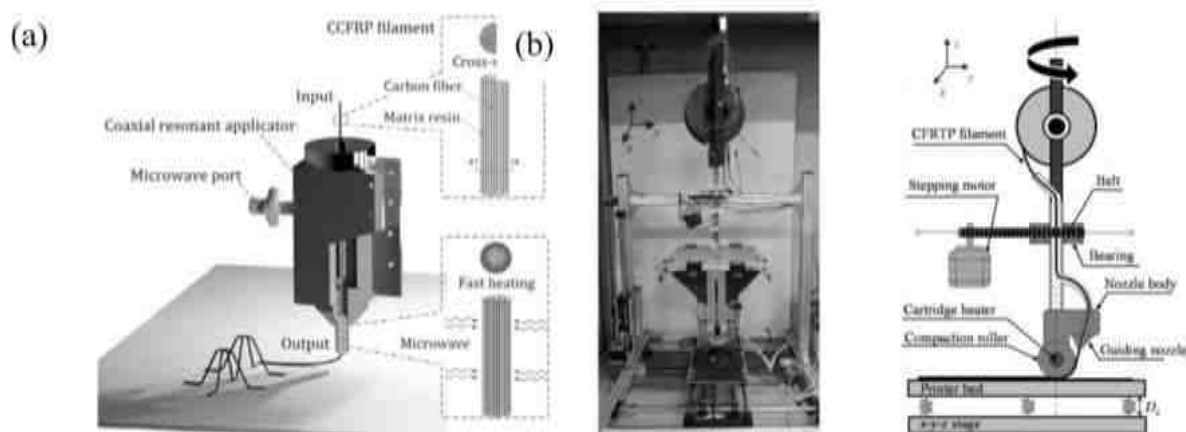 (a)
CCFRP filament
Cross-s
Carbon fiber
Matrix resin
Input
Coaxial resonant applicator
Microwave port
Fast heating
Microwave
Output
(b)
CFRTP filament
Stepping motor
Belt
Bearing
Nozzle body
Cartridge heater
Compaction roller
Guiding nozzle
Printer bed
x-y-z stage